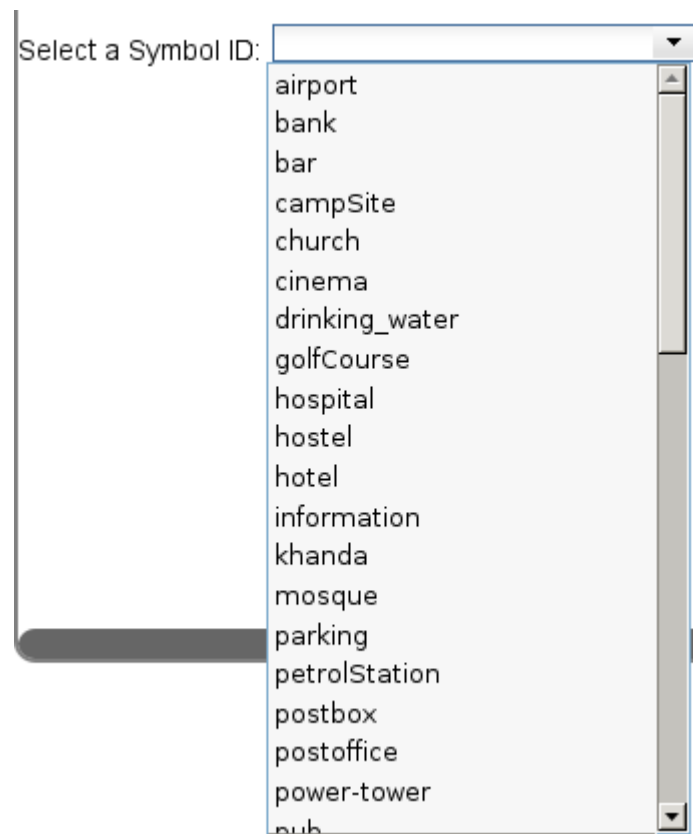 Select a Symbol ID:
airport
bank
bar
campSite
church
cinema
drinking_water
golfCourse
hospital
hostel
hotel
information
khanda
mosque
parking
petrolStation
postbox
postoffice
power-tower
pub